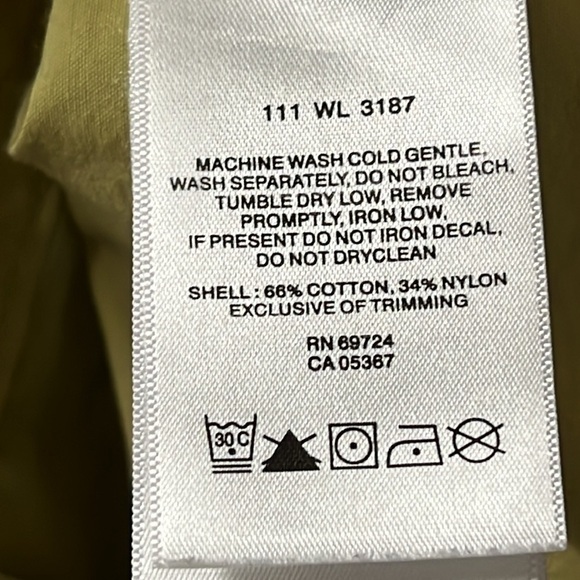 111 WL 3187
MACHINE WASH COLD GENTLE,
WASH SEPARATELY, DO NOT BLEACH,
TUMBLE DRY LOW, REMOVE
PROMPTLY, IRON LOW,
IF PRESENT DO NOT IRON DECAL,
DO NOT DRYCLEAN
SHELL : 66% COTTON, 34% NYLON
EXCLUSIVE OF TRIMMING
RN 69724
CA 05367
30 C